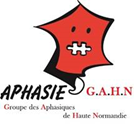 APHASIE G.A.H.N
Groupe des Aphasiques
de Haute Normandie